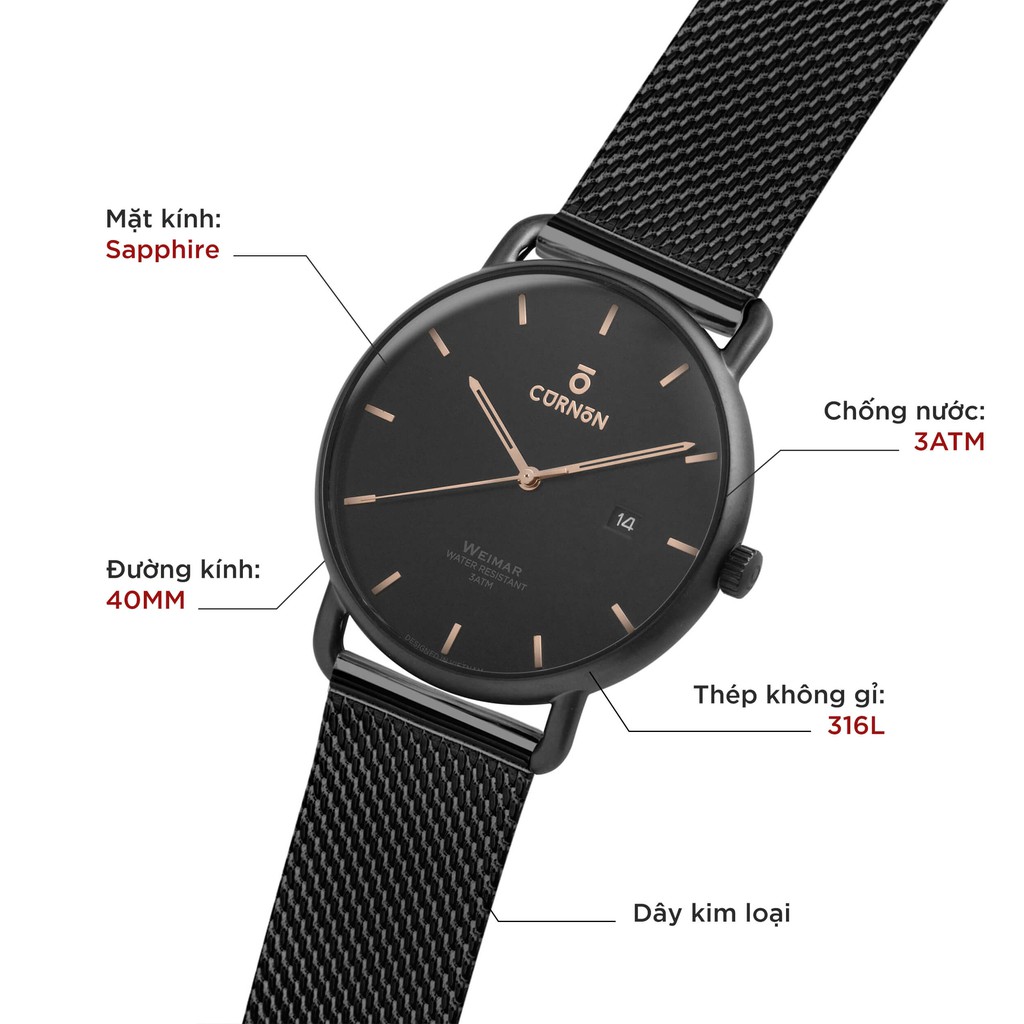 Mặt kính:
Sapphire
CŪRNŌN
Chống nước:
3ATM
14
WEIMAR
WATER RESISTANT
3ATM
Đường kính:
40MM
Thép không gỉ:
316L
Dây kim loại